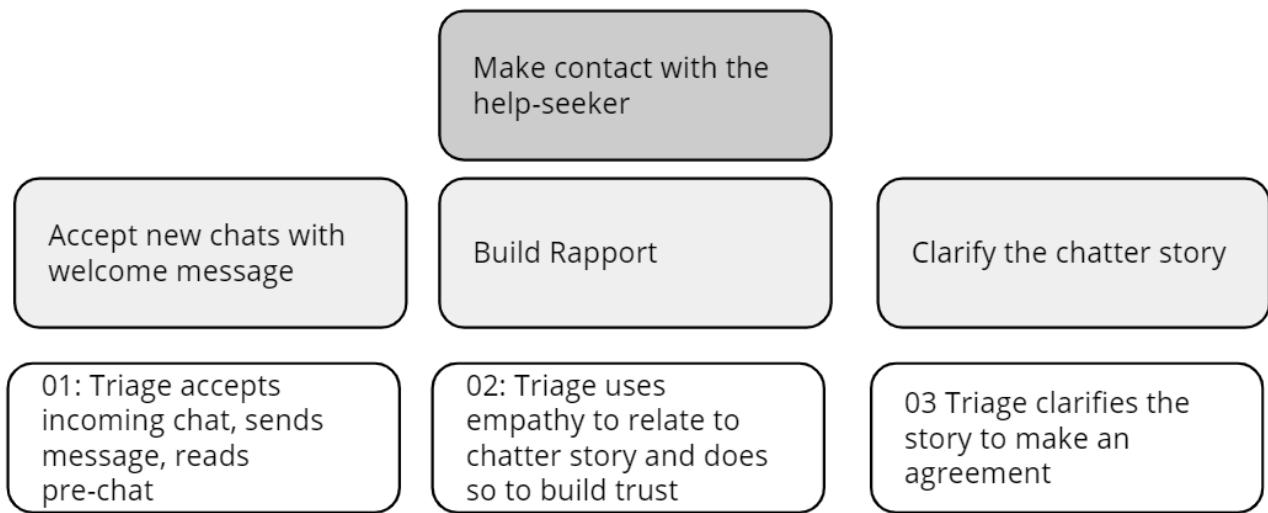 Make contact with the
help-seeker
Accept new chats with
welcome message
Build Rapport
Clarify the chatter story
01: Triage accepts
incoming chat, sends
message, reads
pre-chat
02: Triage uses
empathy to relate to
chatter story and does
so to build trust
03 Triage clarifies the
story to make an
agreement